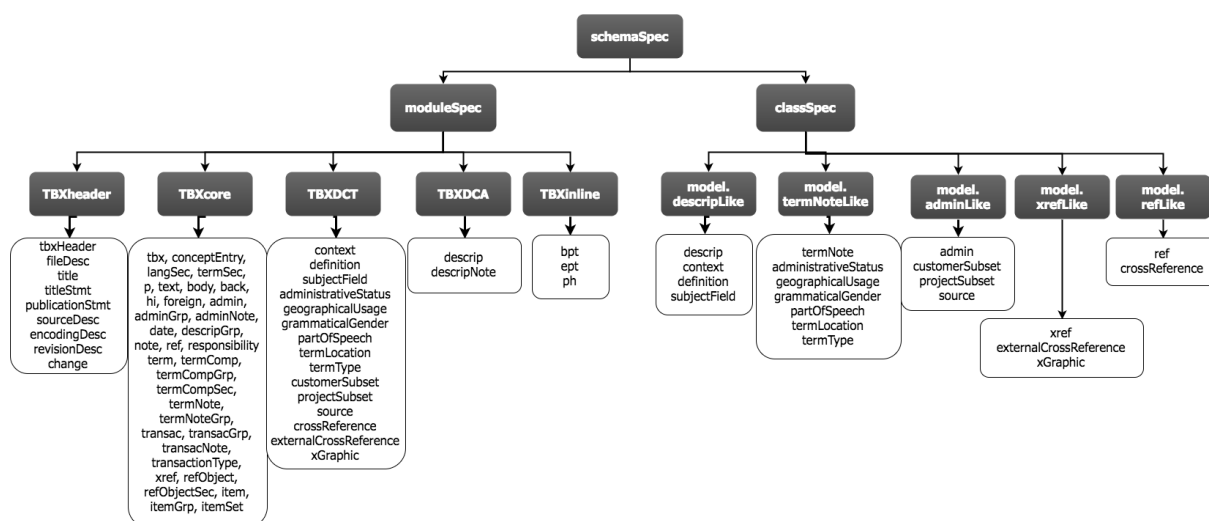 schemaSpec
moduleSpec
classSpec
TBXheader
TBXcore
TBXDCT
TBXDCA
TBXinline
model.
descripLike
model.
termNoteLike
model.
adminLike
model.
xrefLike
model.
refLike
tbxHeader
fileDesc
title
titleStmt
publicationStmt
sourceDesc
encodingDesc
revisionDesc
change
tbx, conceptEntry,
langSec, termSec,
p, text, body, back,
hi, foreign, admin,
adminGrp, adminNote,
date, descripGrp,
note, ref, responsibility
term, termComp,
termCompGrp,
termCompSec,
termNote,
termNoteGrp,
transac, transacGrp,
transacNote,
transactionType,
xref, refObject,
refObjectSec, item,
itemGrp, itemSet
context
definition
subjectField
administrativeStatus
geographicalUsage
grammaticalGender
partOfSpeech
termLocation
termType
customerSubset
projectSubset
source
crossReference
externalCrossReference
xGraphic
descrip
descripNote
bpt
ept
ph
descrip
context
definition
subjectField
termNote
administrativeStatus
geographicalUsage
grammaticalGender
partOfSpeech
termLocation
termType
admin
customerSubset
projectSubset
source
xref
externalCrossReference
xGraphic
ref
crossReference